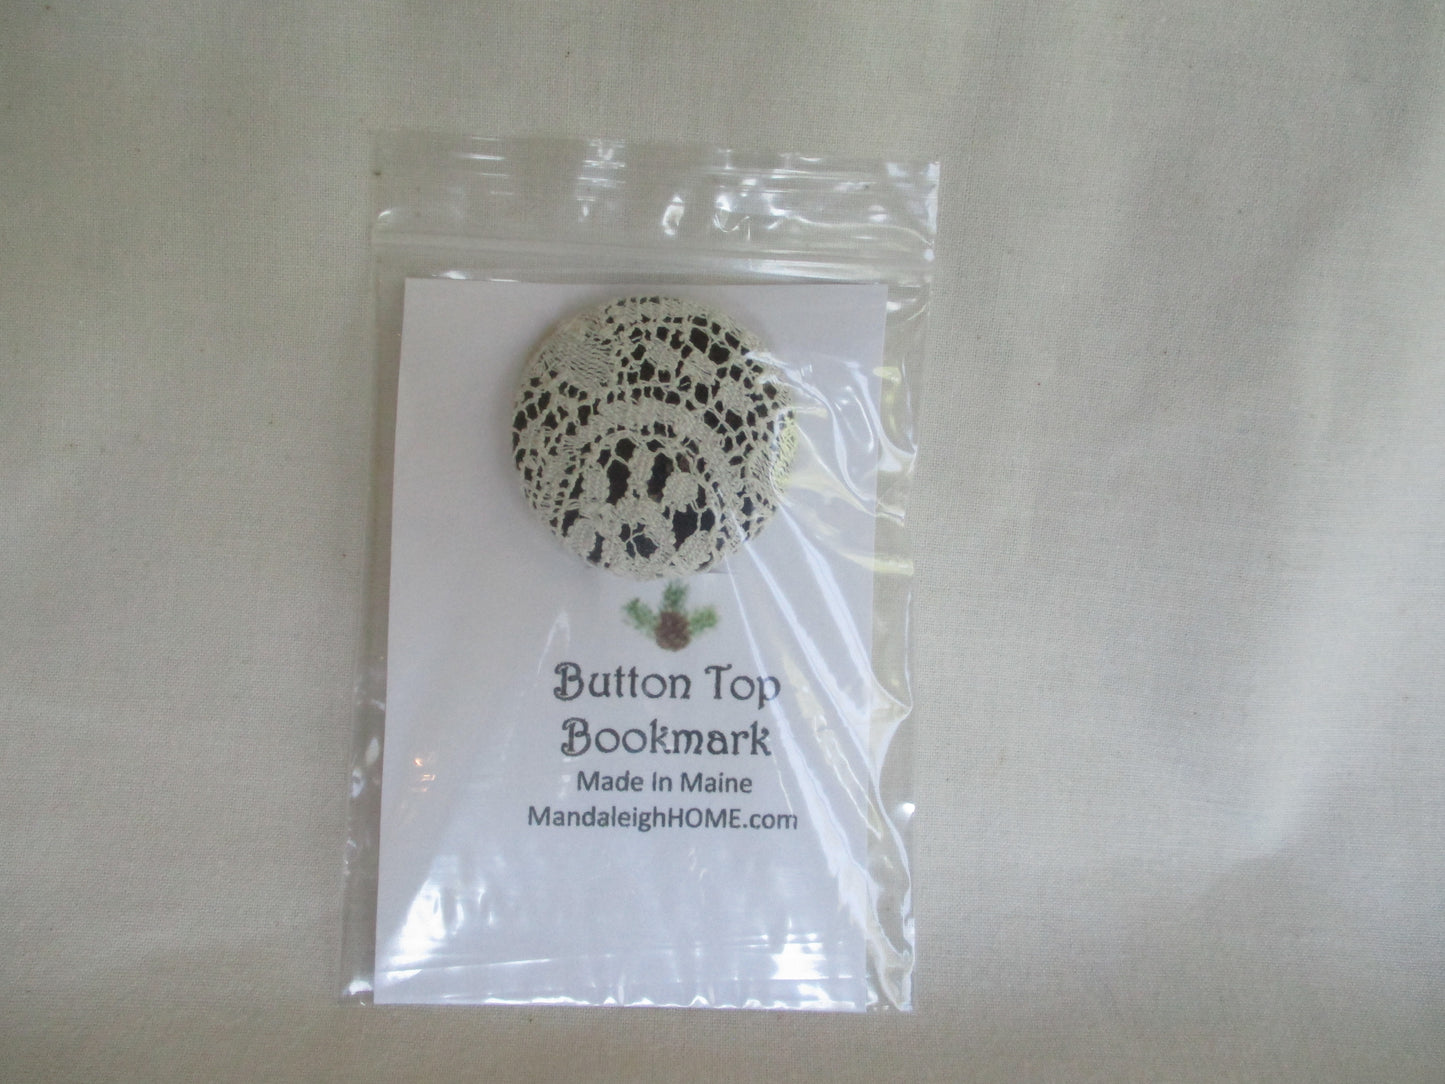 Button Top
Bookmark
Made In Maine
MandaleighHOME.com